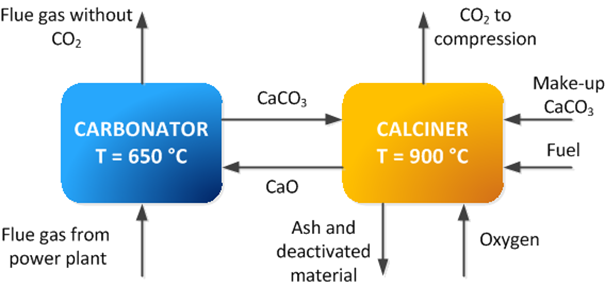 Flue gas without
CO₂
CO₂ to
compression
CARBONATOR
T = 650 °C
CaCO₃
CaO
CALCINER
T = 900 °C
Make-up
CaCO₃
Fuel
Flue gas from
power plant
Ash and
deactivated
material
Oxygen